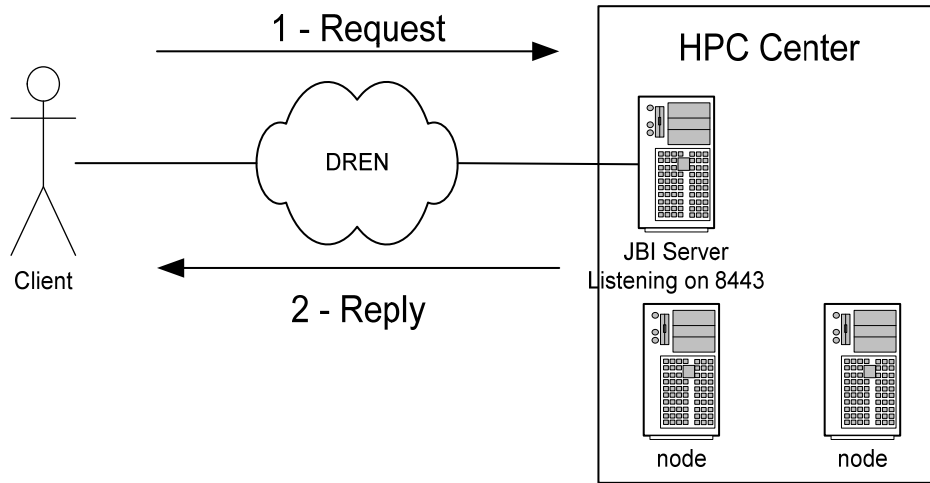 1 - Request
HPC Center
DREN
Client
JBI Server
Listening on 8443
2 - Reply
node
node